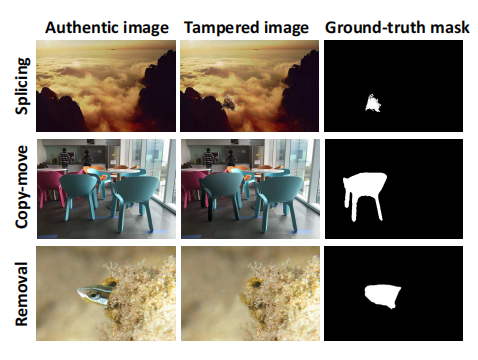 Authentic image Tampered image Ground-truth mask
Splicing
Copy-move
Removal